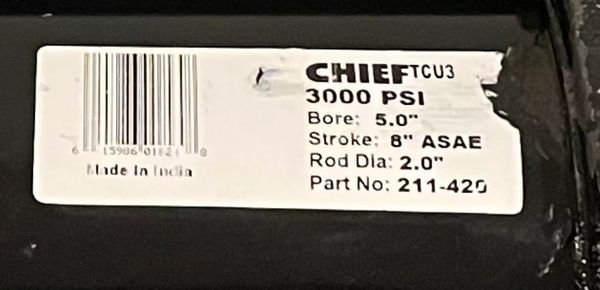 CHIEF TCU3
3000 PSI
Bore: 5.0"
Stroke: 8" ASAE
Rod Dia: 2.0"
Part No: 211-420
Made In India